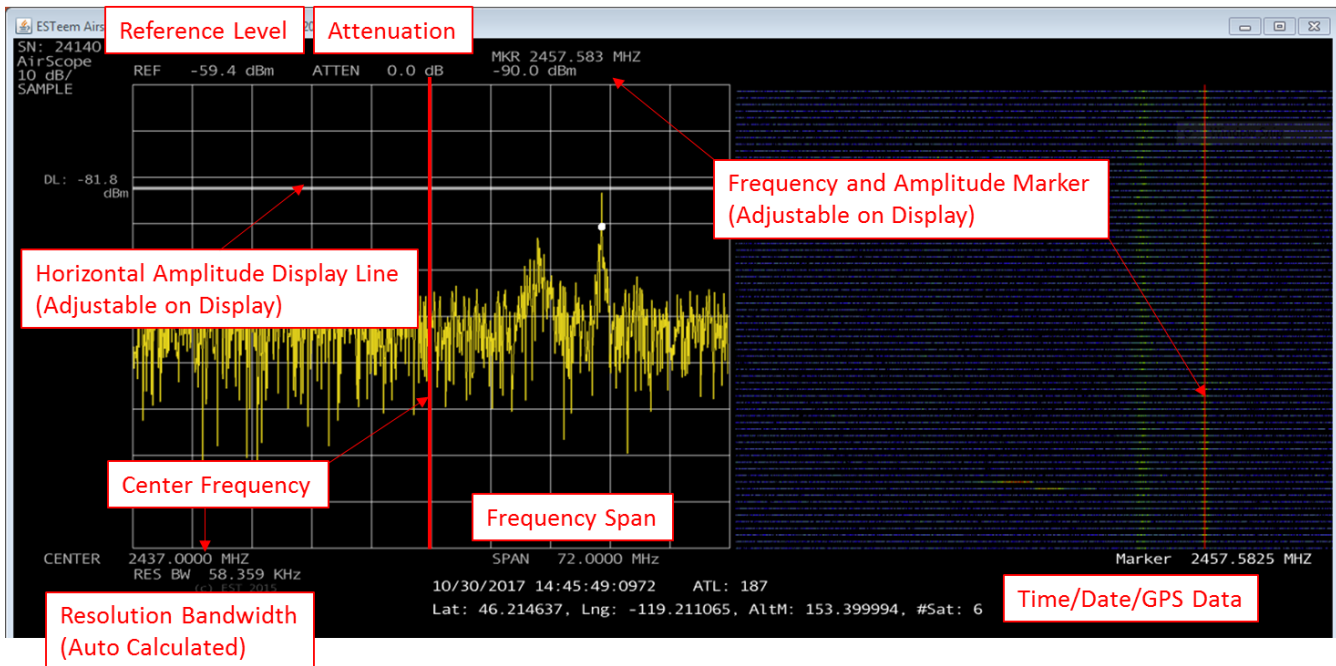 ESTeem Airs
Reference Level
Attenuation
SN: 24140
AirScope
10 dB/
SAMPLE
REF -59.4 dBm ATTEN 0.0 dB
MKR 2457.583 MHZ
-90.0 dBm
DL: -81.8
dBm
Frequency and Amplitude Marker
(Adjustable on Display)
Horizontal Amplitude Display Line
(Adjustable on Display)
Center Frequency
Frequency Span
CENTER 2437.0000 MHZ
SPAN 72.0000 MHz
Marker 2457.5825 MHZ
RES BW 58.359 KHz
(c) EST 2015
10/30/2017 14:45:49:0972 ATL: 187
Lat: 46.214637, Lng: -119.211065, AltM: 153.399994, #Sat: 6
Time/Date/GPS Data
Resolution Bandwidth
(Auto Calculated)